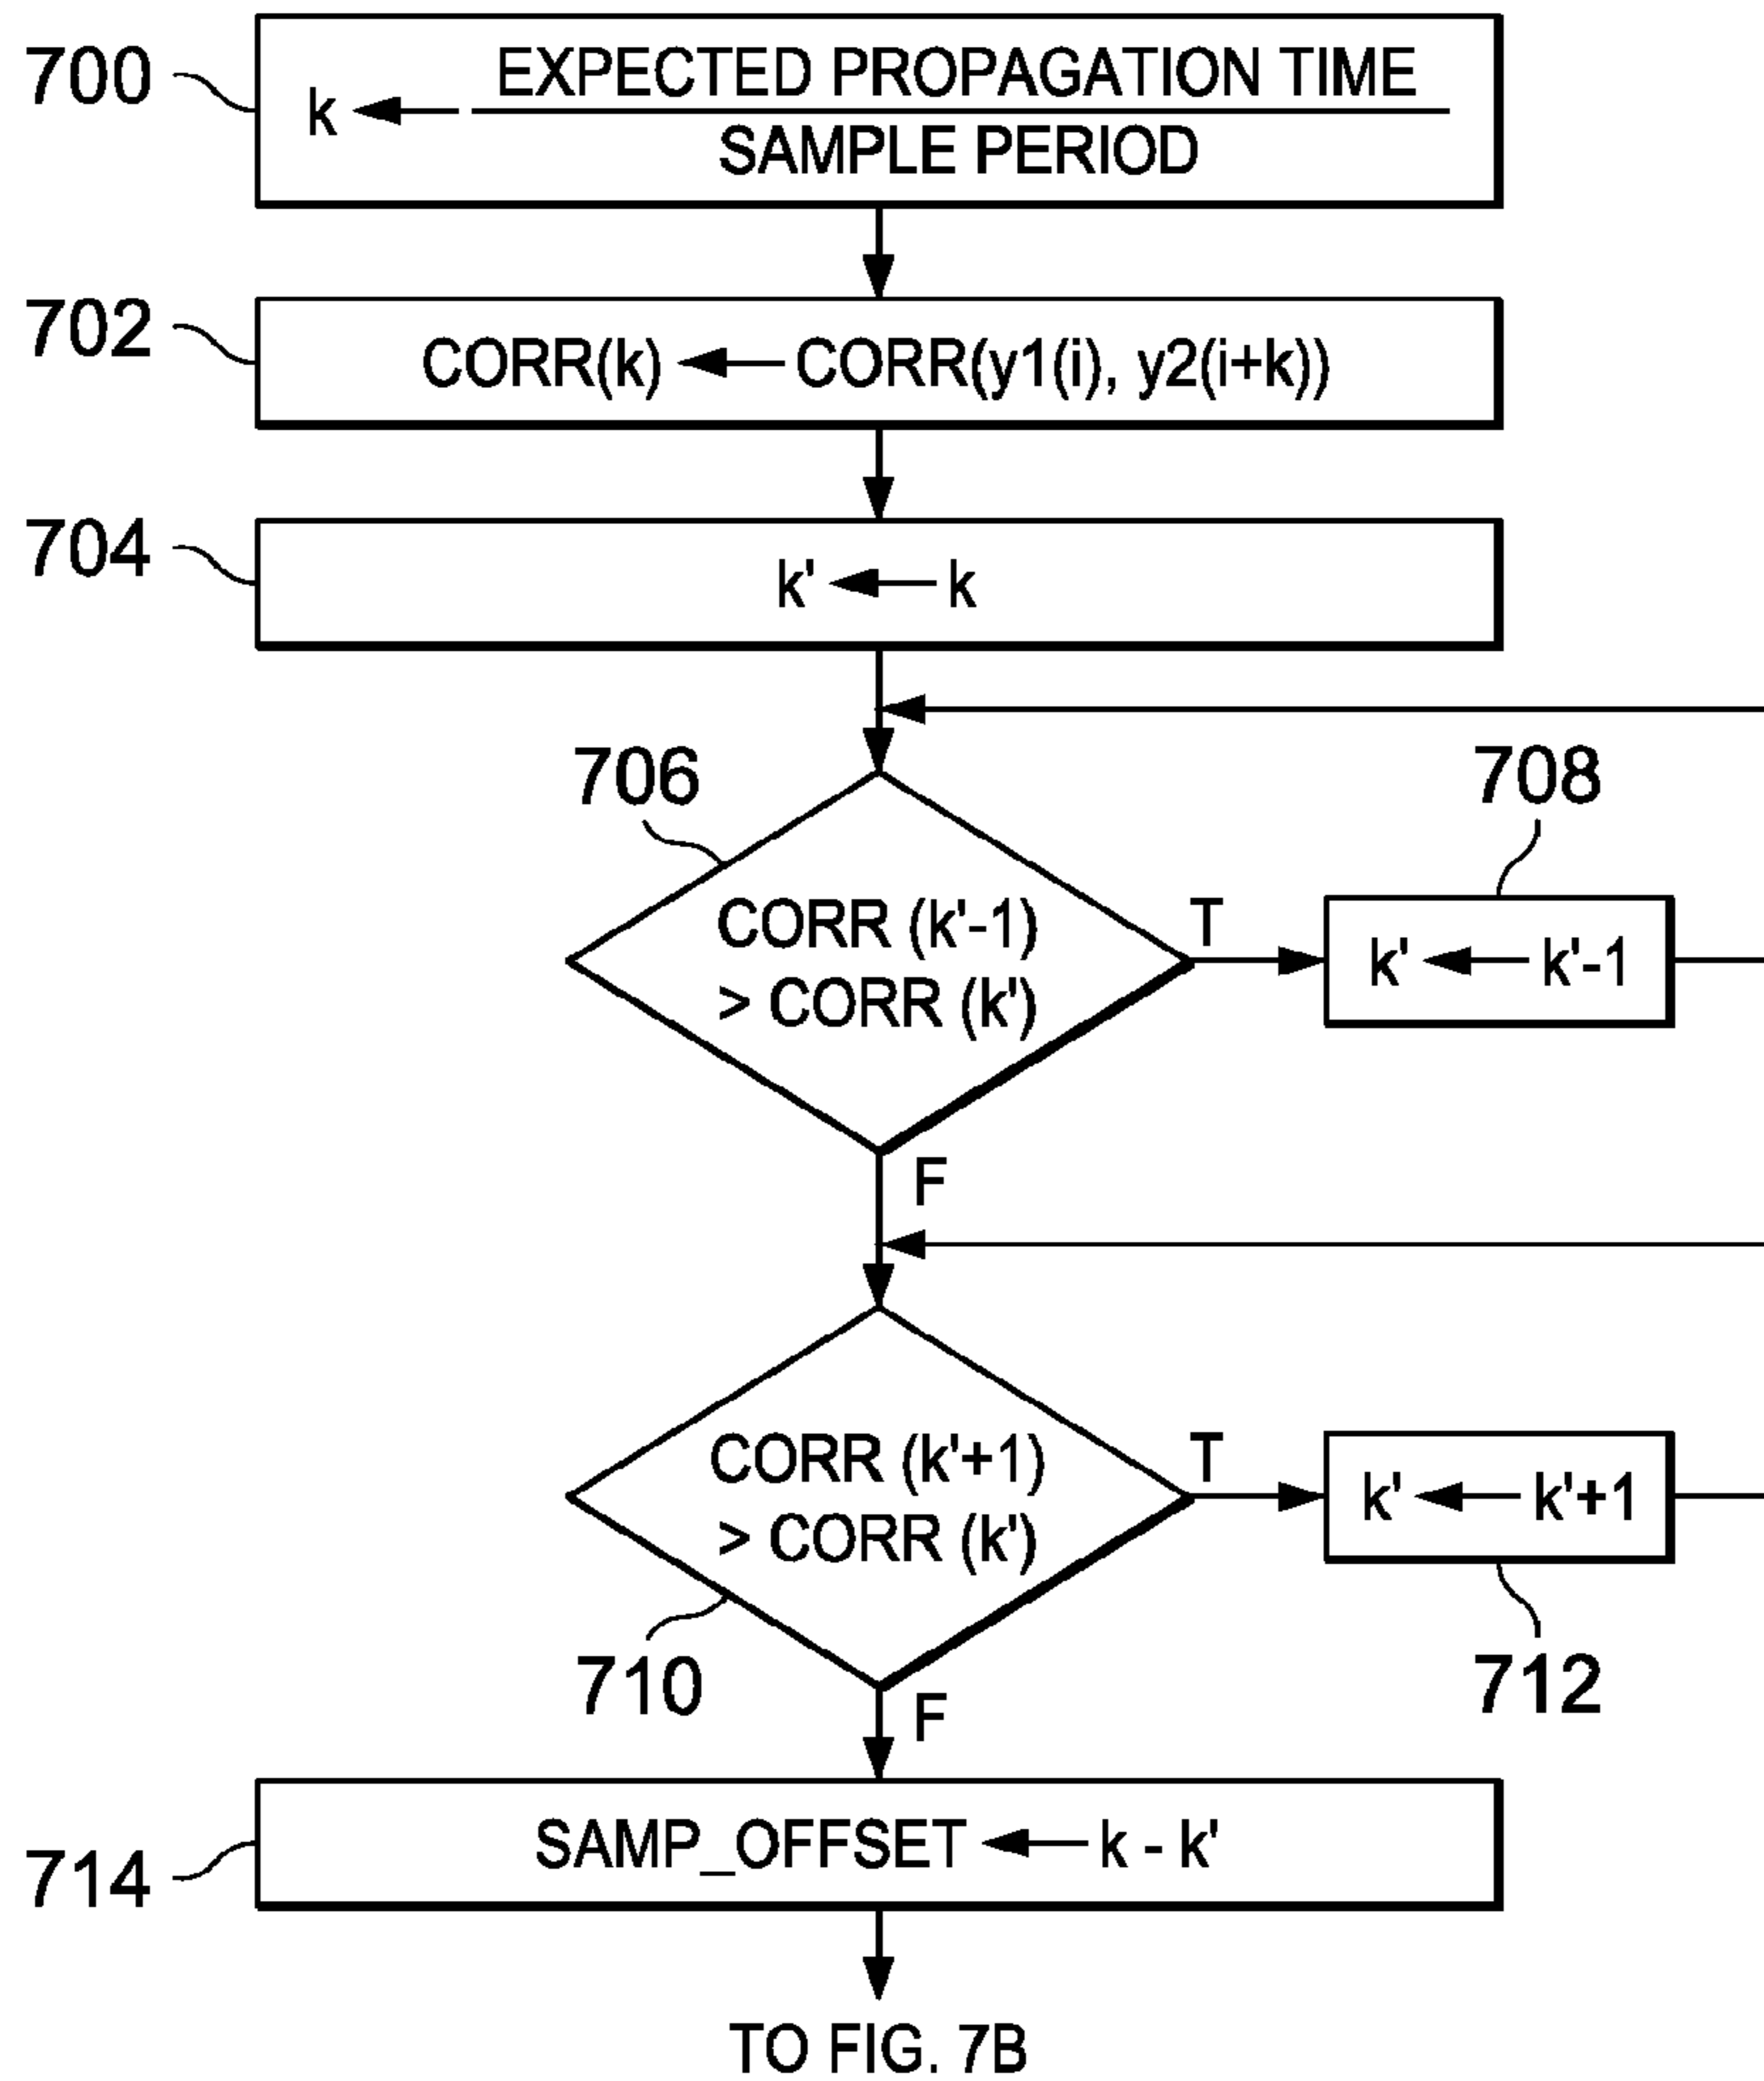 700
k ← EXPECTED PROPAGATION TIME
SAMPLE PERIOD
702
CORR(k) ← CORR(y1(i), y2(i+k))
704
k' ← k
706
708
CORR (k'-1)
> CORR (k')
T
k' ← k'-1
F
CORR (k'+1)
> CORR (k')
T
k' ← k'+1
710
712
F
714
SAMP_OFFSET ← k - k'
TO FIG. 7B